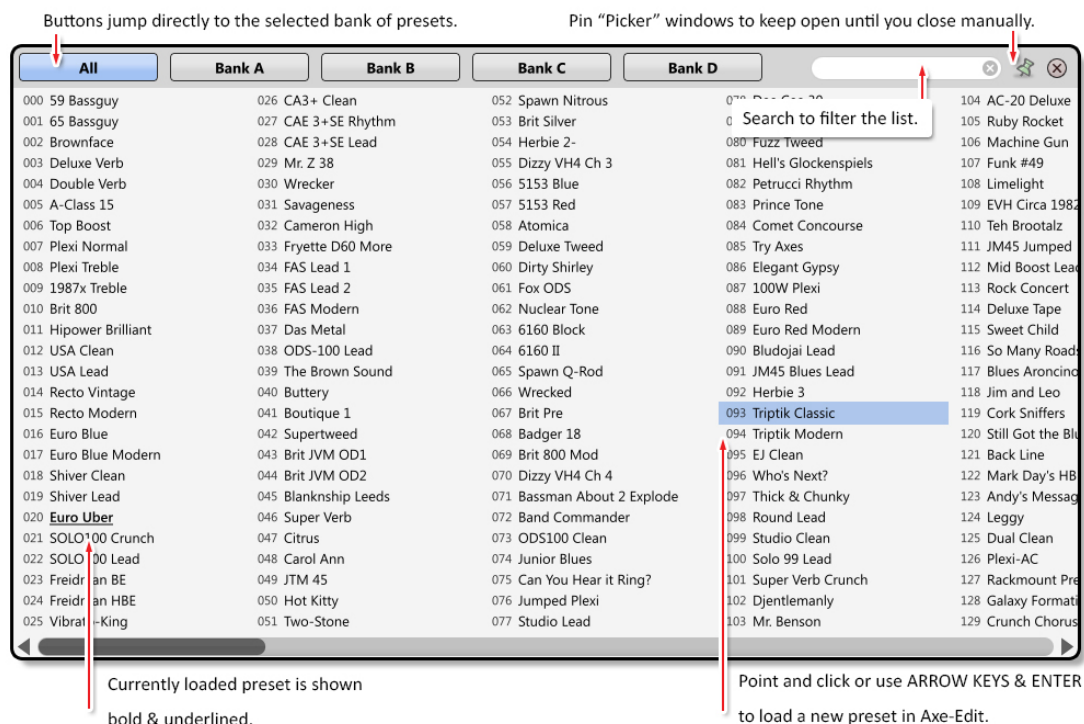 Buttons jump directly to the selected bank of presets.
Pin “Picker” windows to keep open until you close manually.
All
Bank A
Bank B
Bank C
Bank D
000 59 Bassguy
001 65 Bassguy
002 Brownface
003 Deluxe Verb
004 Double Verb
005 A-Class 15
006 Top Boost
007 Plexi Normal
008 Plexi Treble
009 1987x Treble
010 Brit 800
011 Hipower Brilliant
012 USA Clean
013 USA Lead
014 Recto Vintage
015 Recto Modern
016 Euro Blue
017 Euro Blue Modern
018 Shiver Clean
019 Shiver Lead
020 Euro Uber
021 SOLO100 Crunch
022 SOLO100 Lead
023 Freidman BE
024 Freidman HBE
025 Vibrato-King
026 CA3+ Clean
027 CAE 3+SE Rhythm
028 CAE 3+SE Lead
029 Mr. Z 38
030 Wrecker
031 Savageness
032 Cameron High
033 Fryette D60 More
034 FAS Lead 1
035 FAS Lead 2
036 FAS Modern
037 Das Metal
038 ODS-100 Lead
039 The Brown Sound
040 Buttery
041 Boutique 1
042 Supertweed
043 Brit JVM OD1
044 Brit JVM OD2
045 Blanknship Leeds
046 Super Verb
047 Citrus
048 Carol Ann
049 JTM 45
050 Hot Kitty
051 Two-Stone
052 Spawn Nitrous
053 Brit Silver
054 Herbie 2-
055 Dizzy VH4 Ch 3
056 5153 Blue
057 5153 Red
058 Atomica
059 Deluxe Tweed
060 Dirty Shirley
061 Fox ODS
062 Nuclear Tone
063 6160 Block
064 6160 II
065 Spawn Q-Rod
066 Wrecked
067 Brit Pre
068 Badger 18
069 Brit 800 Mod
070 Dizzy VH4 Ch 4
071 Bassman About 2 Explode
072 Band Commander
073 ODS100 Clean
074 Junior Blues
075 Can You Hear it Ring?
076 Jumped Plexi
077 Studio Lead
Search to filter the list.
080 Fuzz Tweed
081 Hell's Glockenspiels
082 Petrucci Rhythm
083 Prince Tone
084 Comet Concourse
085 Try Axes
086 Elegant Gypsy
087 100W Plexi
088 Euro Red
089 Euro Red Modern
090 Bludojai Lead
091 JM45 Blues Lead
092 Herbie 3
093 Triptik Classic
094 Triptik Modern
095 EJ Clean
096 Who's Next?
097 Thick & Chunky
098 Round Lead
099 Studio Clean
100 Solo 99 Lead
101 Super Verb Crunch
102 Djentlemanly
103 Mr. Benson
104 AC-20 Deluxe
105 Ruby Rocket
106 Machine Gun
107 Funk #49
108 Limelight
109 EVH Circa 1982
110 Teh Brootalz
111 JM45 Jumped
112 Mid Boost Lead
113 Rock Concert
114 Deluxe Tape
115 Sweet Child
116 So Many Roads
117 Blues Aroncino
118 Jim and Leo
119 Cork Sniffers
120 Still Got the Blu
121 Back Line
122 Mark Day's HB
123 Andy's Messag
124 Leggy
125 Dual Clean
126 Plexi-AC
127 Rackmount Pre
128 Galaxy Formati
129 Crunch Chorus
Currently loaded preset is shown
bold & underlined.
Point and click or use ARROW KEYS & ENTER
to load a new preset in Axe-Edit.